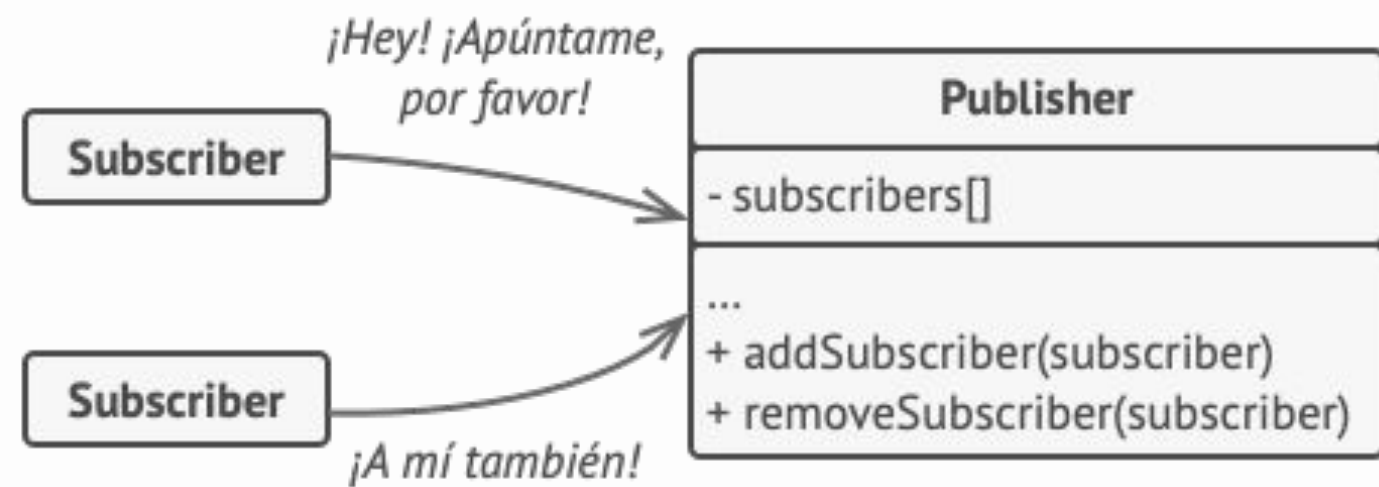 ¡Hey! ¡Apúntame,
por favor!
Subscriber
Subscriber
¡A mí también!
Publisher
- subscribers[]
...
+ addSubscriber(subscriber)
+ removeSubscriber(subscriber)